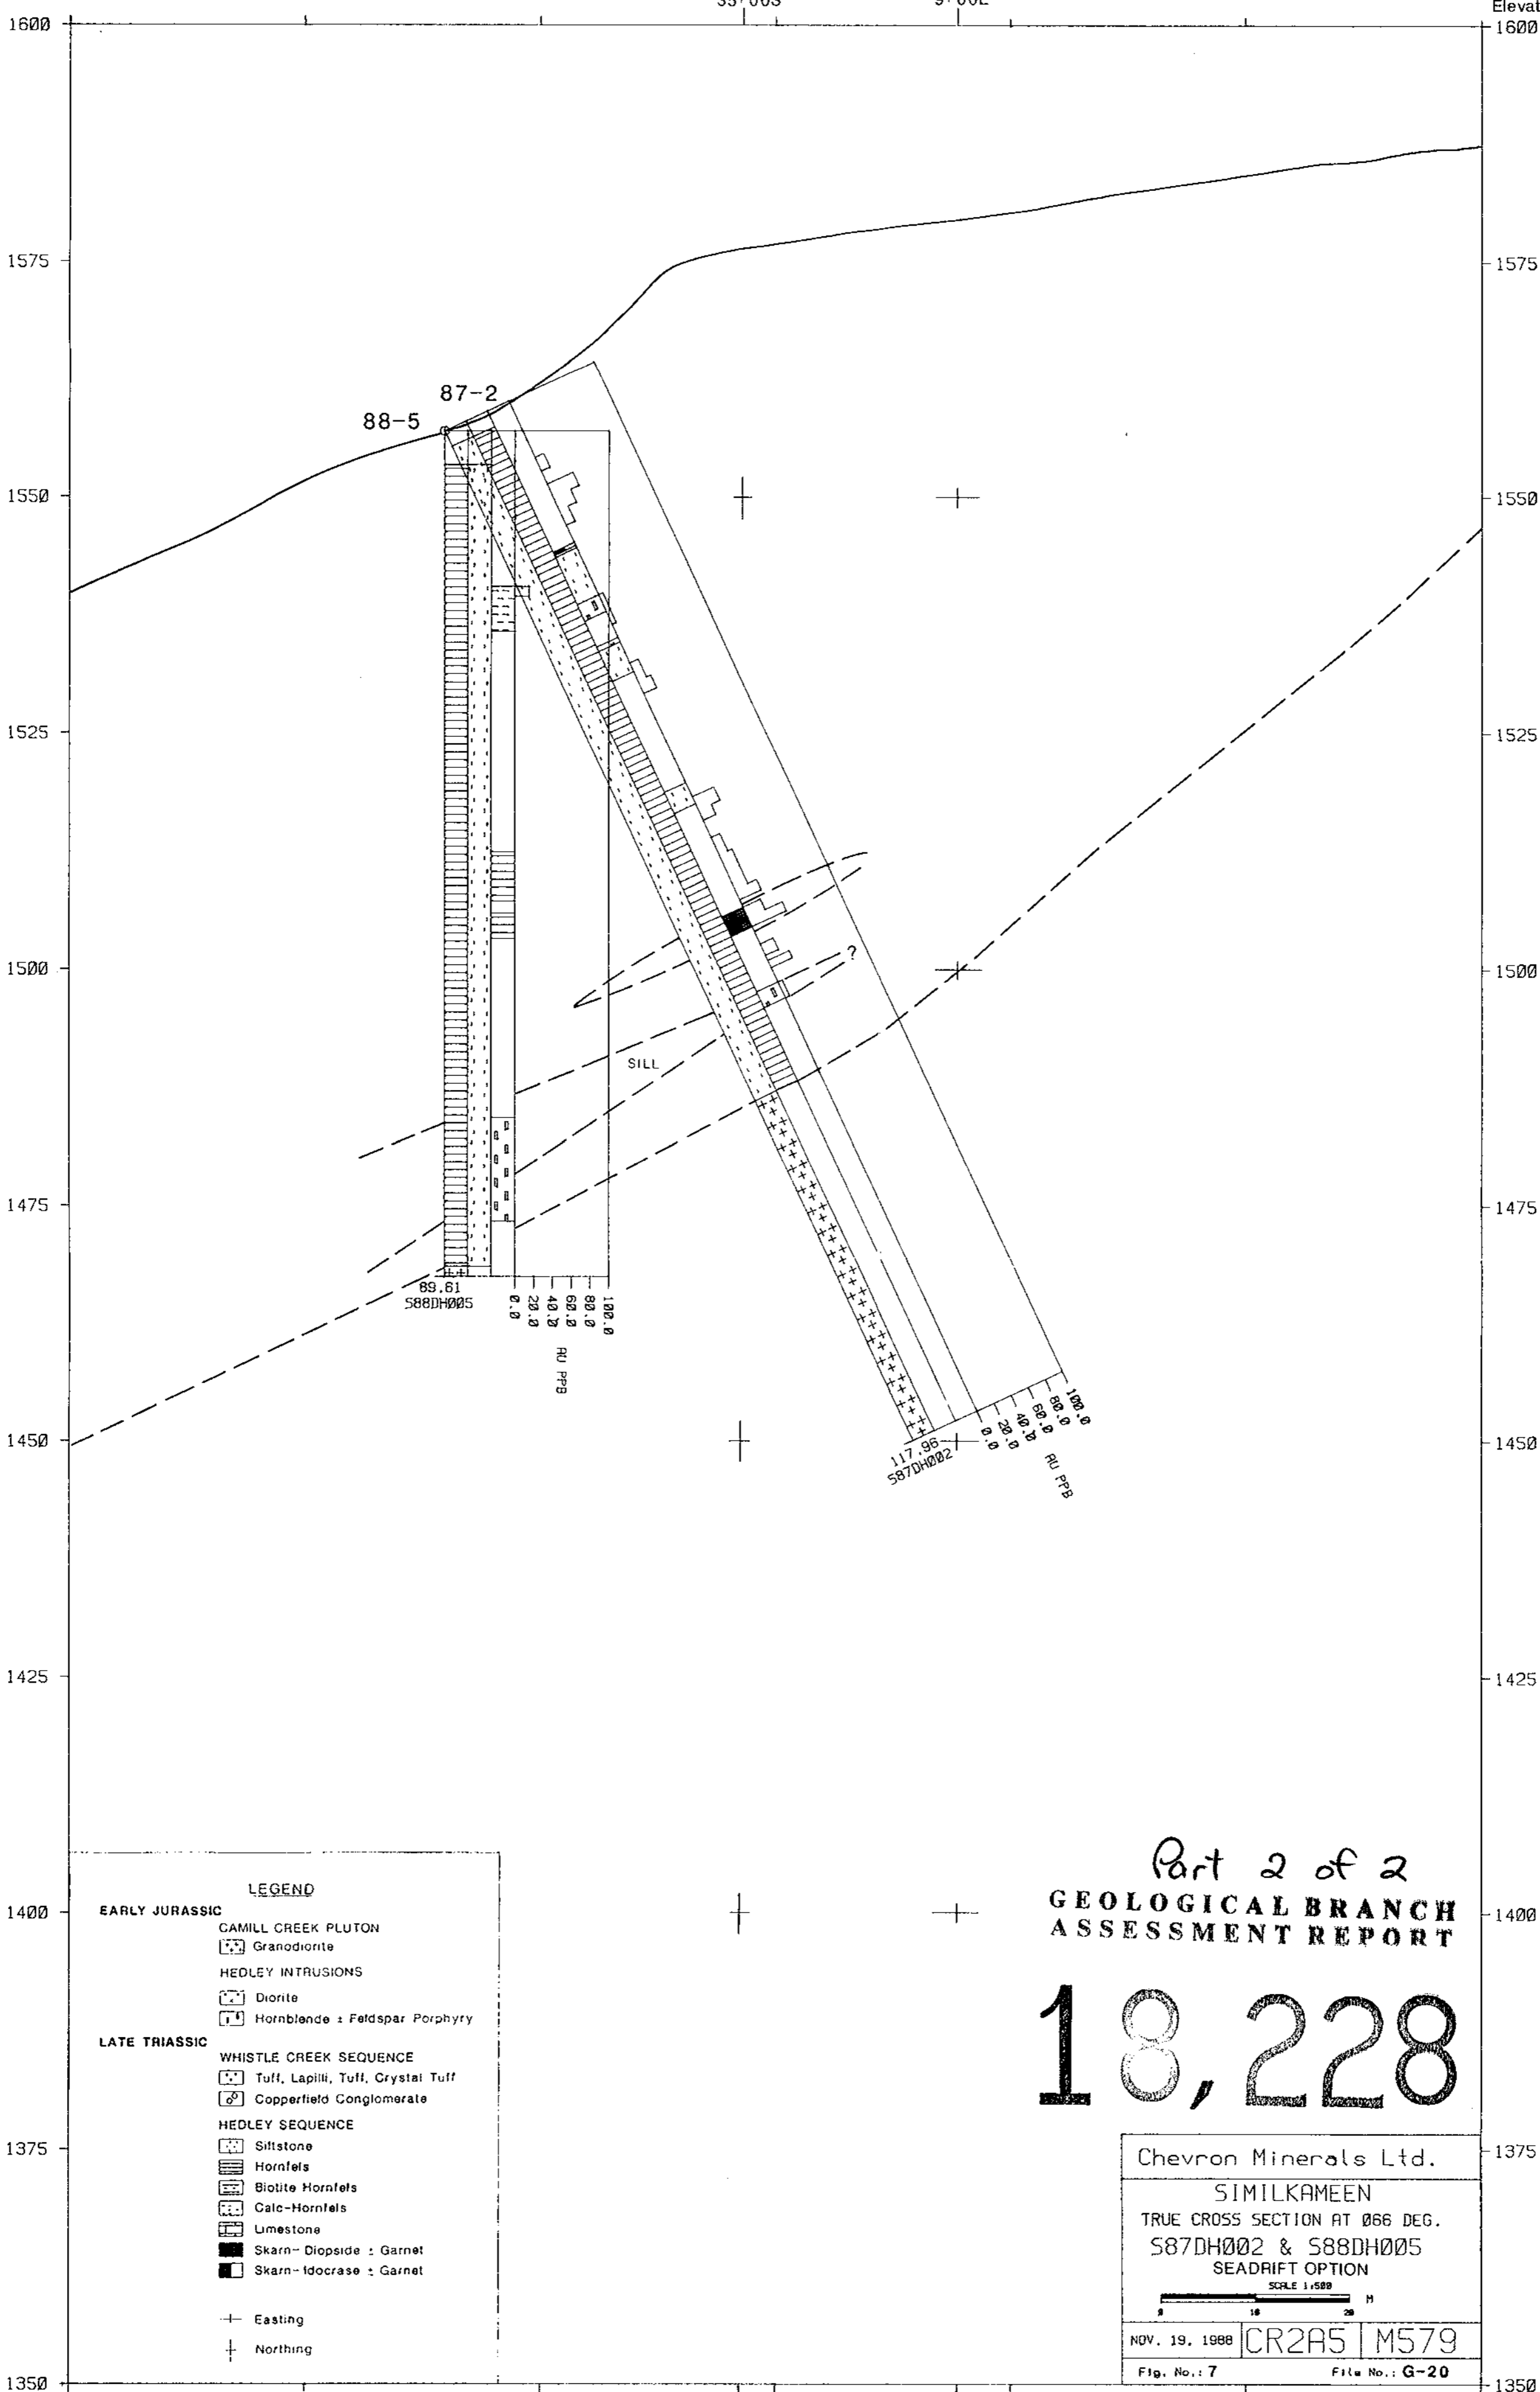 Elevat
1600
1600
1575
1575
87-2
88-5
1550
1550
1525
1525
1500
?
1500
SILL
1475
1475
89.61
S88DH005
0.0
20.0
40.0
60.0
80.0
100.0
AU PPB
117.96
S87DH002
0.0
20.0
40.0
60.0
80.0
100.0
AU PPB
1450
1450
1425
1425
1400
1400
1375
1375
1350
1350
LEGEND
EARLY JURASSIC
CAMILL CREEK PLUTON
Granodiorite
HEDLEY INTRUSIONS
Diorite
Hornblende ± Feldspar Porphyry
LATE TRIASSIC
WHISTLE CREEK SEQUENCE
Tuff, Lapilli, Tuff, Crystal Tuff
Copperfield Conglomerate
HEDLEY SEQUENCE
Siltstone
Hornfels
Biotite Hornfels
Calc-Hornfels
Limestone
Skarn- Diopside ± Garnet
Skarn- Idocrase ± Garnet
Easting
Northing
Part 2 of 2
GEOLOGICAL BRANCH
ASSESSMENT REPORT
18,228
Chevron Minerals Ltd.
SIMILKAMEEN
TRUE CROSS SECTION AT 066 DEG.
S87DH002 & S88DH005
SEADRIFT OPTION
SCALE 1:500
0 10 20 M
NOV. 19, 1988 CR2A5 M579
Fig. No.: 7 File No.: G-20